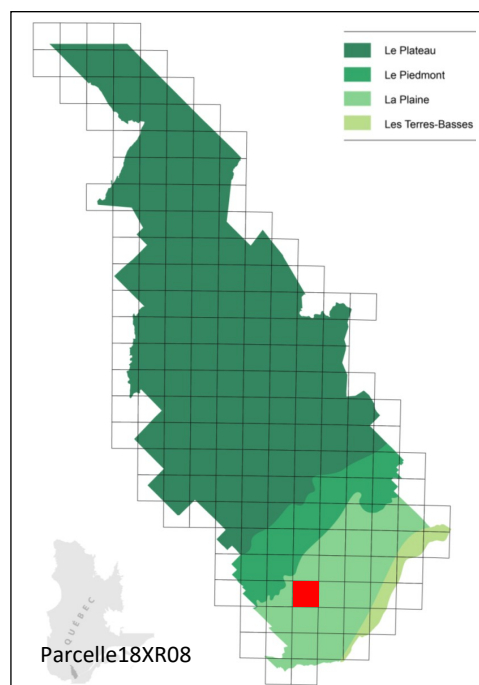 Le Plateau
Le Piedmont
La Plaine
Les Terres-Basses
QUÉBEC
Parcelle18XR08